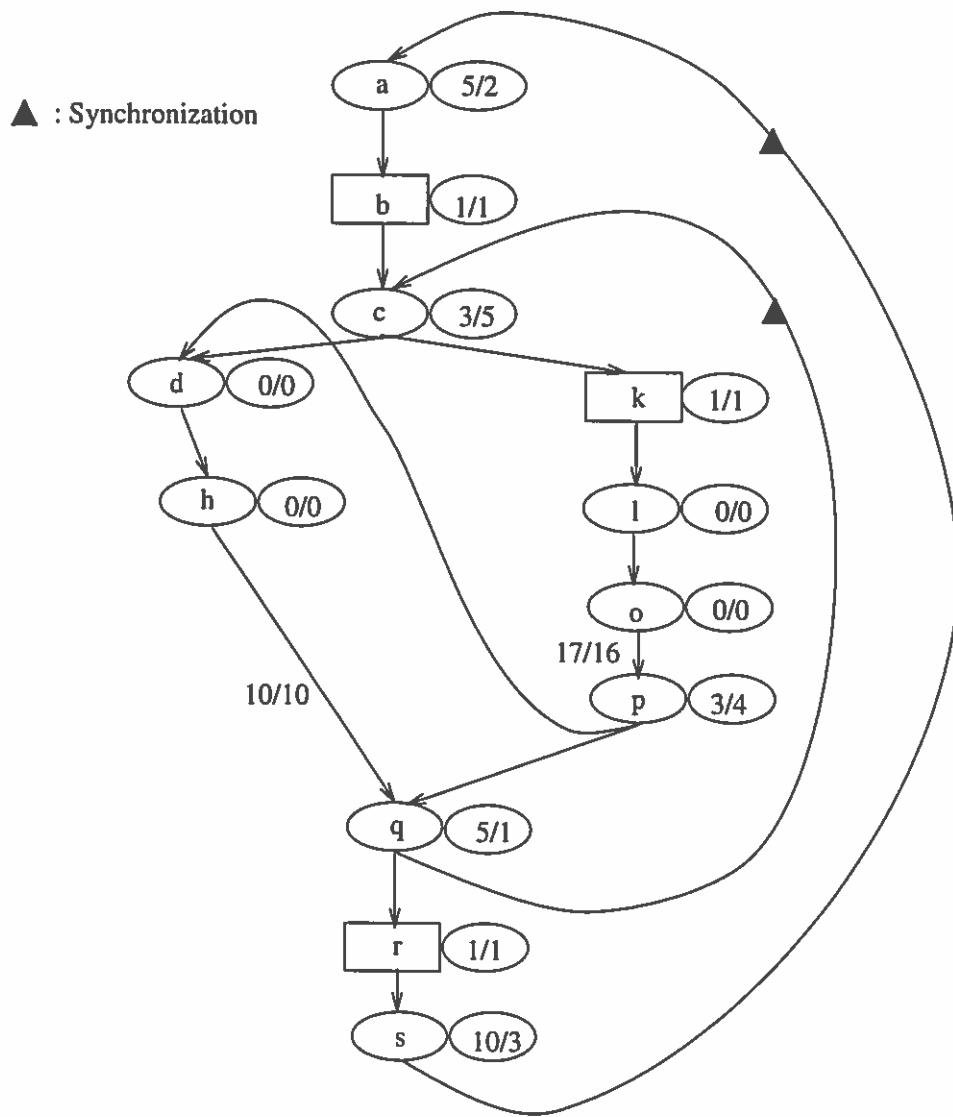 a 5/2
▲ : Synchronization
b 1/1
c 3/5
d 0/0
k 1/1
h 0/0
l 0/0
o 0/0
17/16
p 3/4
10/10
q 5/1
r 1/1
s 10/3